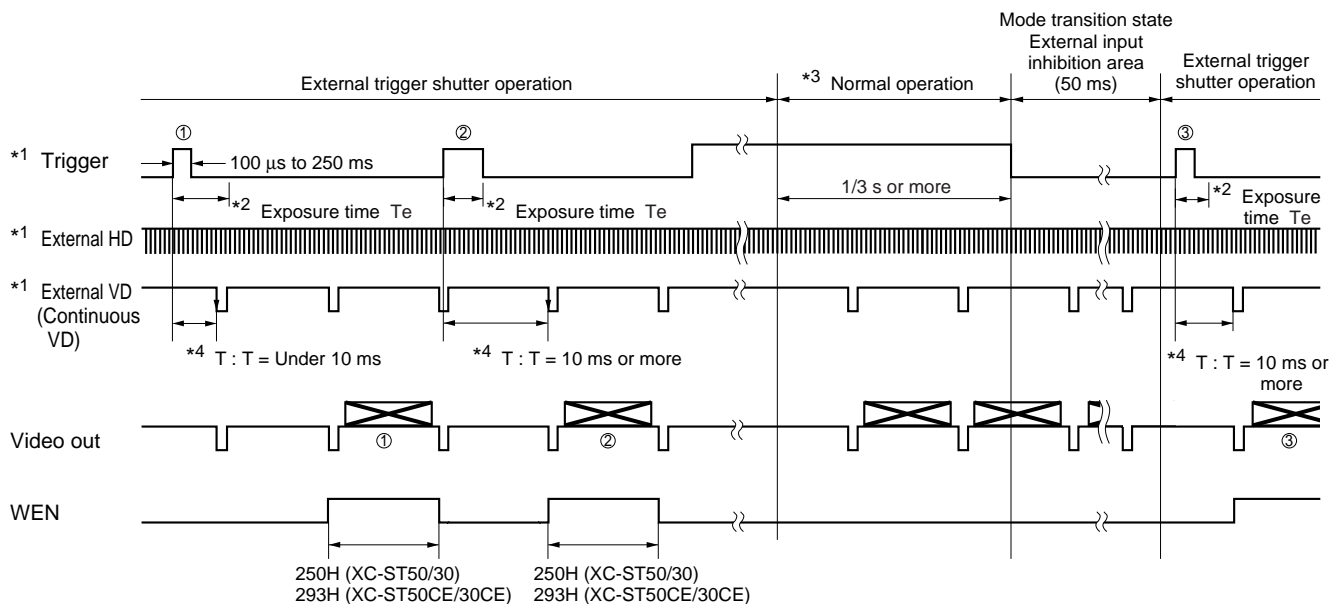 Mode transition state
External input
inhibition area
(50 ms)
External trigger shutter operation
*3 Normal operation
External trigger
shutter operation
①
②
③
*1 Trigger
100 µs to 250 ms
1/3 s or more
*2 Exposure time Te
*2 Exposure time Te
*2 Exposure
time Te
*1 External HD
*1 External VD
(Continuous
VD)
*4 T : T = Under 10 ms
*4 T : T = 10 ms or more
*4 T : T = 10 ms or
more
Video out
①
②
③
WEN
250H (XC-ST50/30)
293H (XC-ST50CE/30CE)
250H (XC-ST50/30)
293H (XC-ST50CE/30CE)